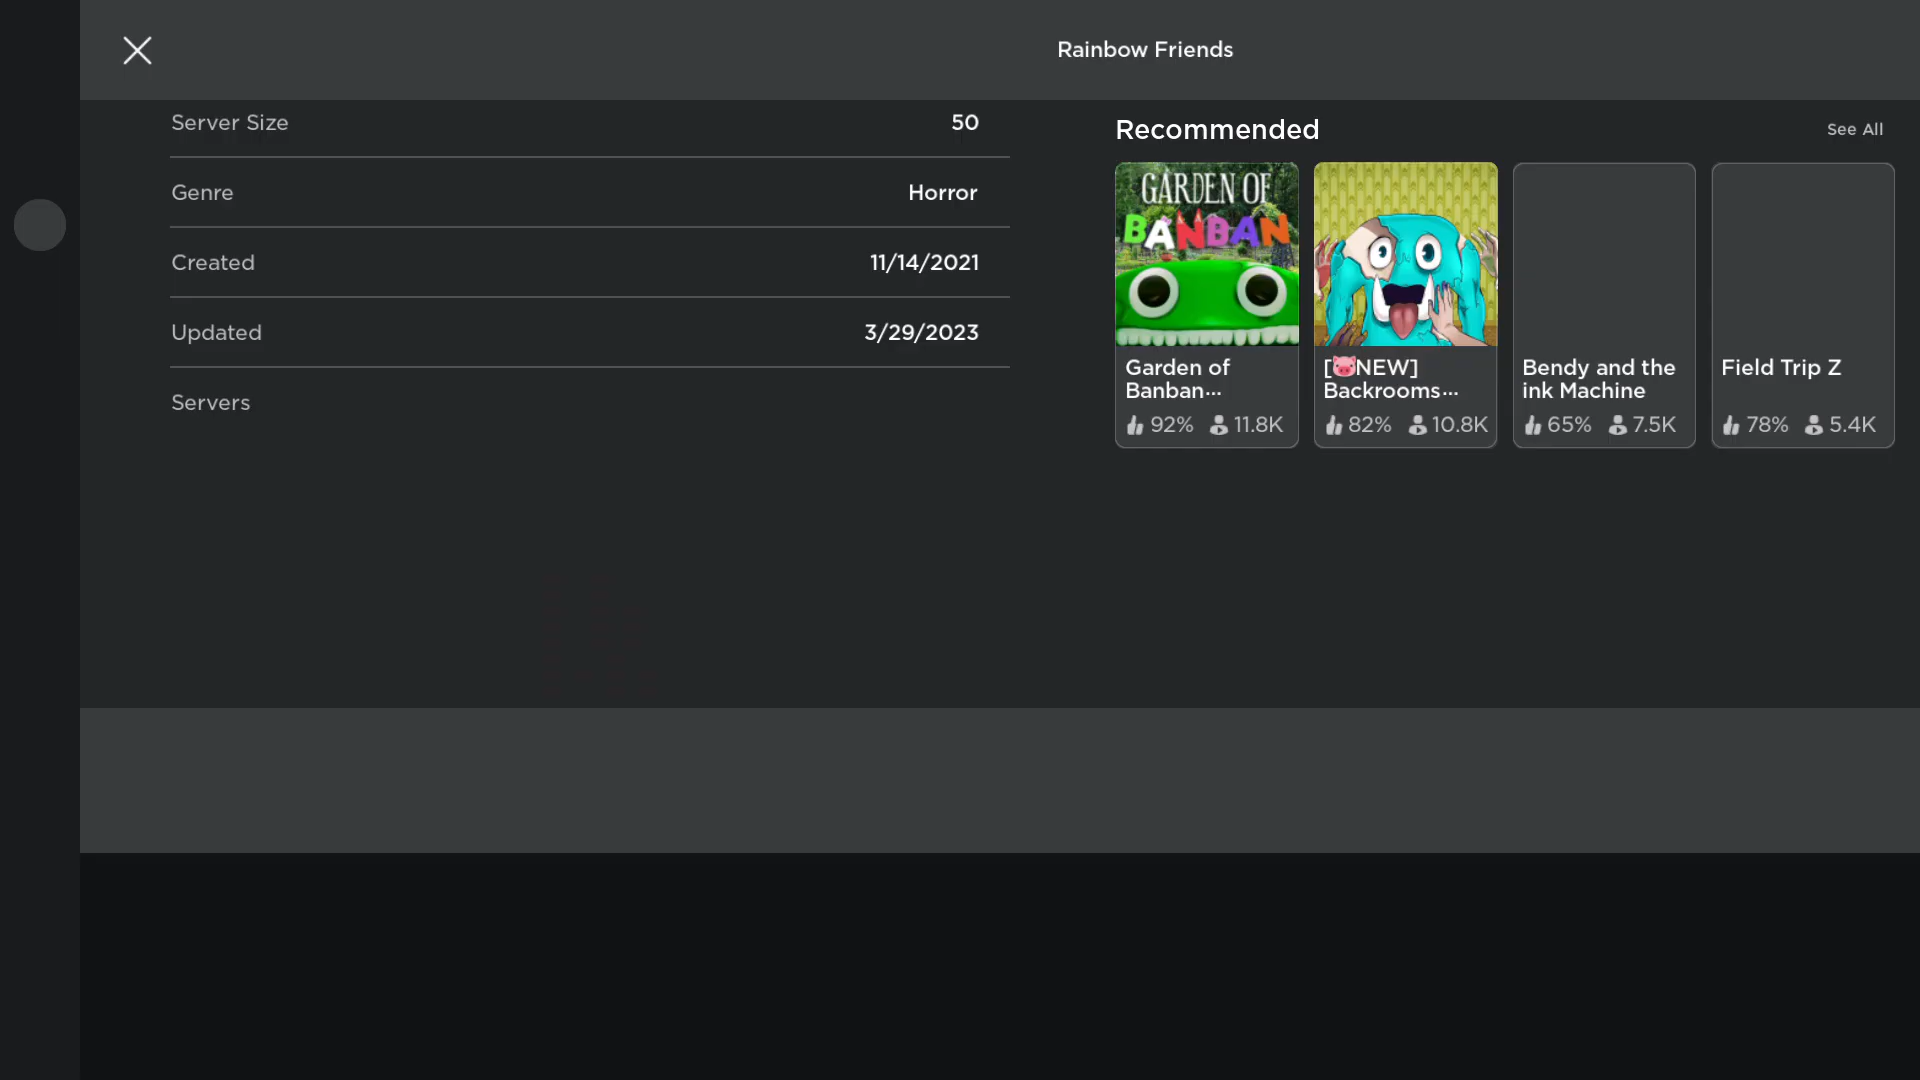 Rainbow Friends
Server Size 50
Genre Horror
Created 11/14/2021
Updated 3/29/2023
Servers
Recommended See All
GARDEN OF
BANBAN
Garden of
Banban...
92% 11.8K
[🐷NEW]
Backrooms...
82% 10.8K
Bendy and the
ink Machine
65% 7.5K
Field Trip Z
78% 5.4K